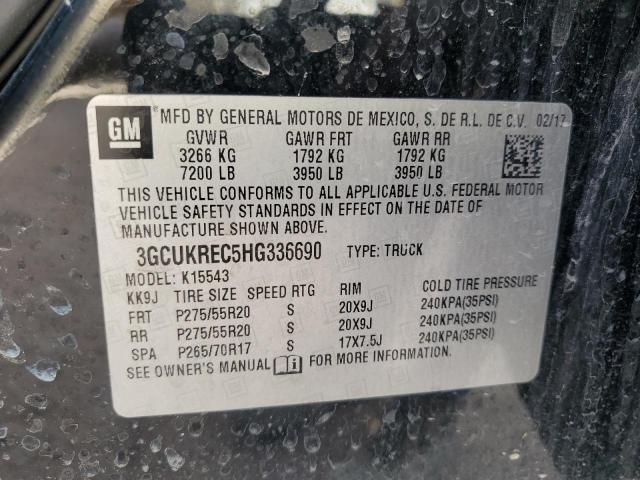 GM
MFD BY GENERAL MOTORS DE MEXICO, S. DE R.L. DE C.V. 02/17
GVWR GAWR FRT GAWR RR
3266 KG 1792 KG 1792 KG
7200 LB 3950 LB 3950 LB
THIS VEHICLE CONFORMS TO ALL APPLICABLE U.S. FEDERAL MOTOR
VEHICLE SAFETY STANDARDS IN EFFECT ON THE DATE OF
MANUFACTURE SHOWN ABOVE.
3GCUKREC5HG336690 TYPE: TRUCK
MODEL: K15543
KK9J TIRE SIZE SPEED RTG RIM COLD TIRE PRESSURE
FRT P275/55R20 S 20X9J 240KPA(35PSI)
RR P275/55R20 S 20X9J 240KPA(35PSI)
SPA P265/70R17 S 17X7.5J 240KPA(35PSI)
SEE OWNER'S MANUAL FOR MORE INFORMATION.